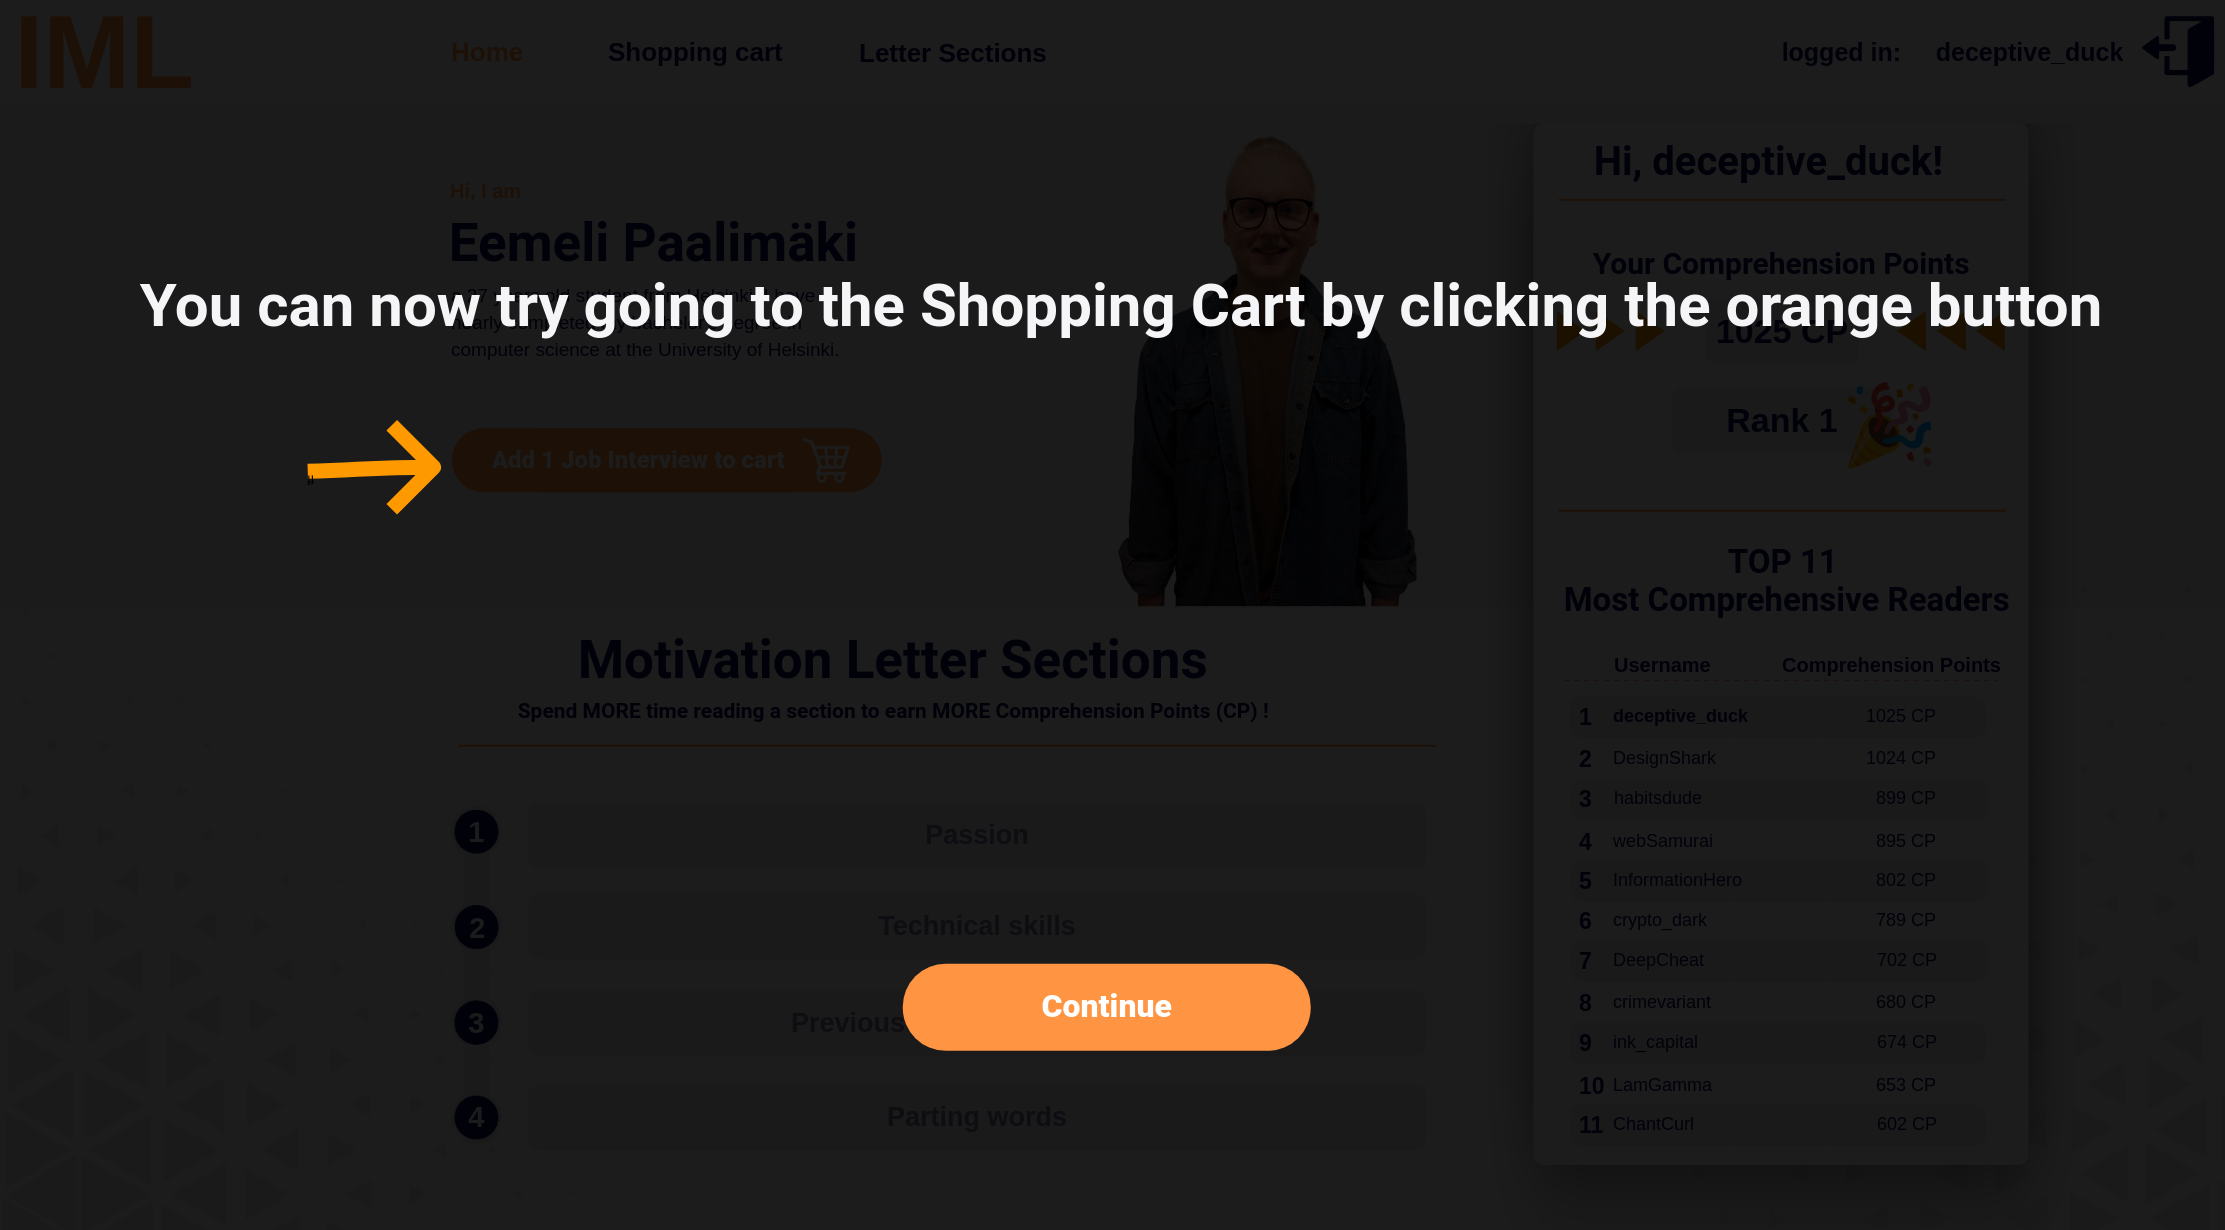 IML
Home
Shopping cart
Letter Sections
logged in:
deceptive_duck
Hi, I am
Eemeli Paalimäki
You can now try going to the Shopping Cart by clicking the orange button
computer science at the University of Helsinki.
Add 1 Job Interview to cart
Motivation Letter Sections
Spend MORE time reading a section to earn MORE Comprehension Points (CP) !
1 Passion
2 Technical skills
3 Previous
Continue
4 Parting words
Hi, deceptive_duck!
Your Comprehension Points
1025 CP
Rank 1
TOP 11
Most Comprehensive Readers
Username Comprehension Points
1 deceptive_duck 1025 CP
2 DesignShark 1024 CP
3 habitsdude 899 CP
4 webSamurai 895 CP
5 InformationHero 802 CP
6 crypto_dark 789 CP
7 DeepCheat 702 CP
8 crimevariant 680 CP
9 ink_capital 674 CP
10 LamGamma 653 CP
11 ChantCurl 602 CP